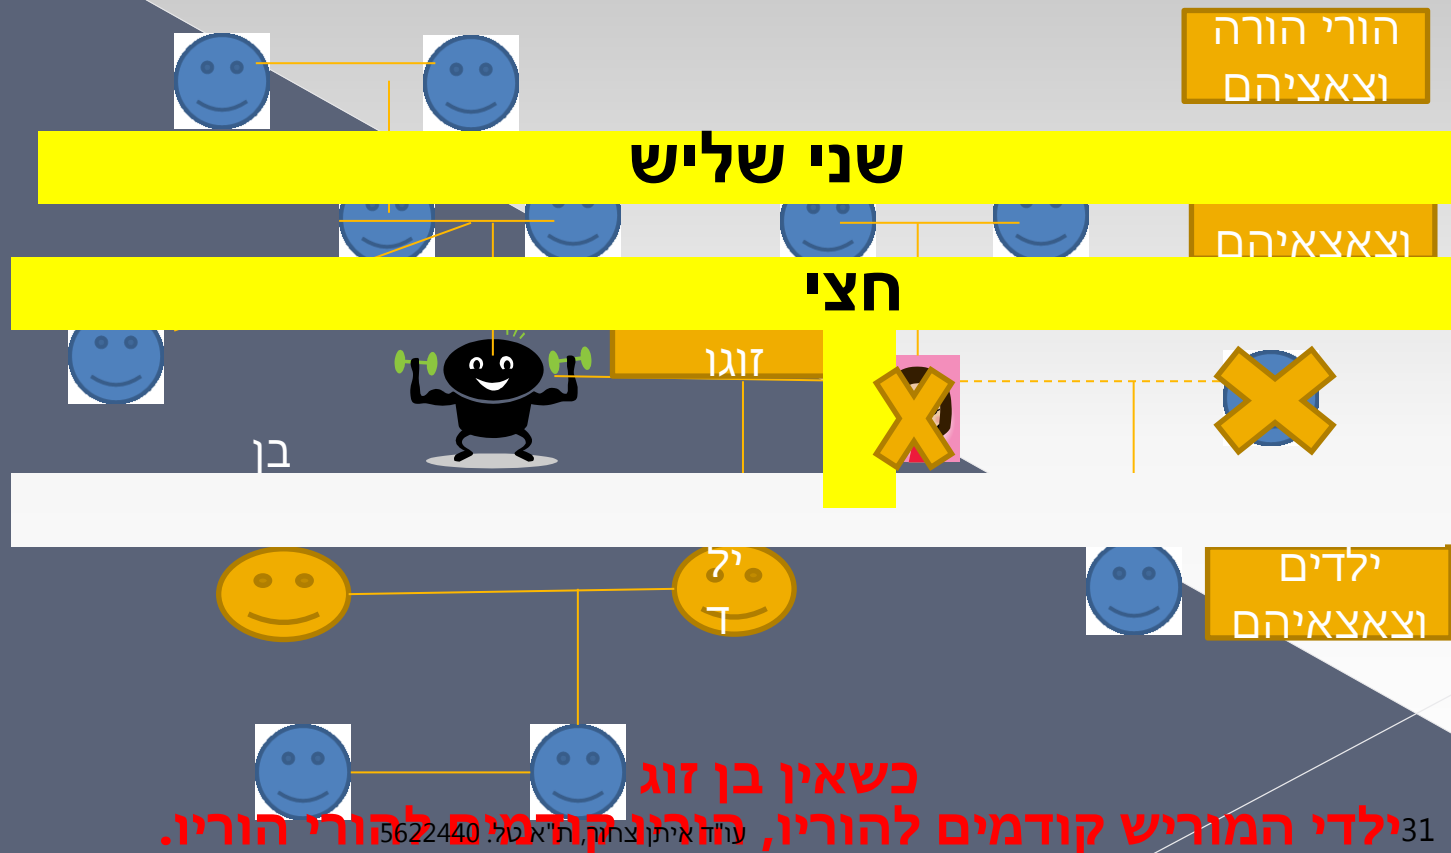 הורי הורה
וצאציהם
שני שליש
וצאצאיהם
חצי
זוגו
בן
יל
ד
ילדים
וצאצאיהם
כשאין בן זוג
ילדי המוריש קודמים להוריו, הוריו קודמים להורי הוריו.
עו"ד איתן צחור, ת"א טל. 5622440
31